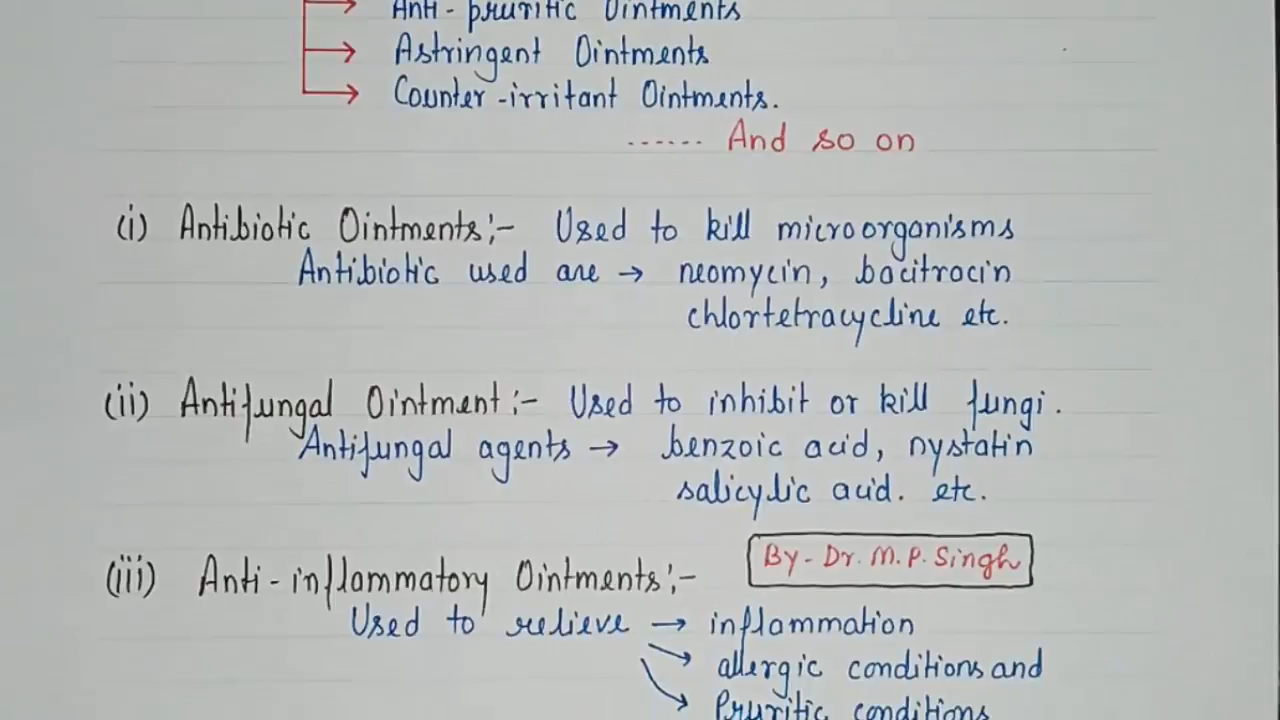 Anti - pruritic Ointments
Astringent Ointments
Counter -irritant Ointments.
...... And so on
(i) Antibiotic Ointments:- Used to kill microorganisms
Antibiotic used are → neomycin, bacitracin
chlortetracycline etc.
(ii) Antifungal Ointment:- Used to inhibit or kill fungi.
Antifungal agents → benzoic acid, nystatin
salicylic acid. etc.
By - Dr. M. P. Singh
(iii) Anti-inflammatory Ointments:-
Used to relieve → inflammation
allergic conditions and
Pruritic conditions